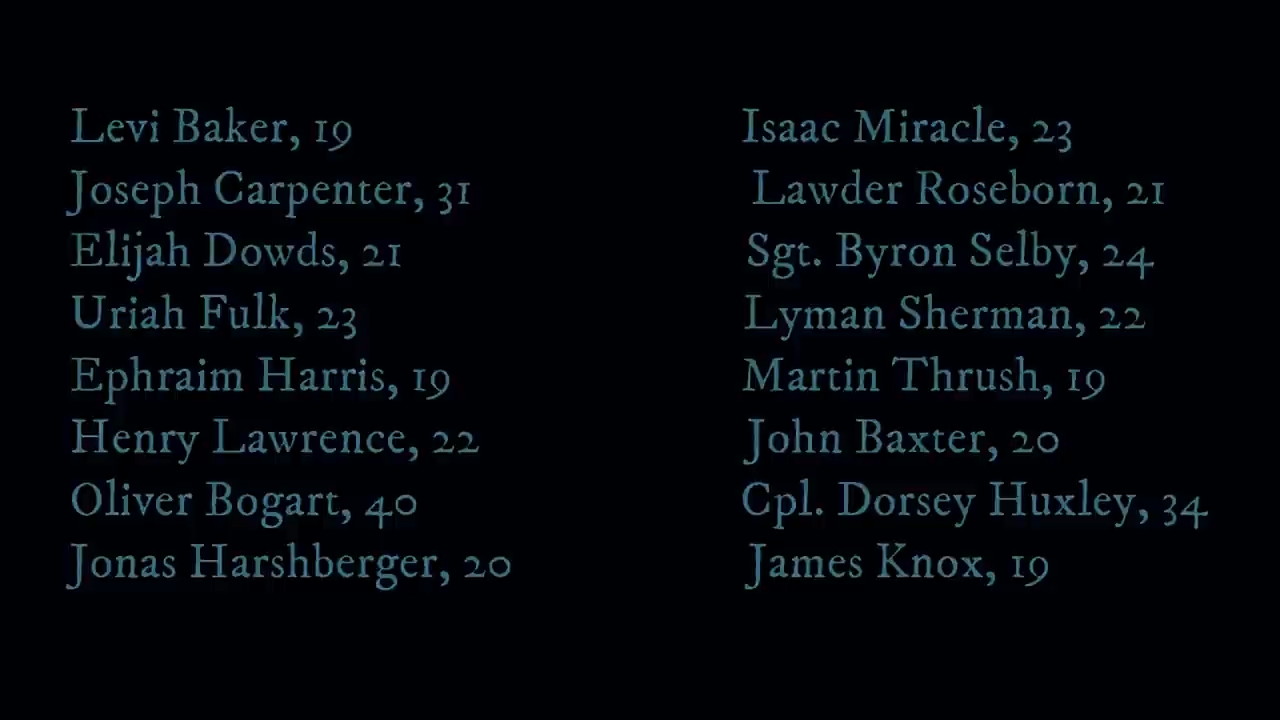 Levi Baker, 19
Joseph Carpenter, 31
Elijah Dowds, 21
Uriah Fulk, 23
Ephraim Harris, 19
Henry Lawrence, 22
Oliver Bogart, 40
Jonas Harshberger, 20
Isaac Miracle, 23
Lawder Roseborn, 21
Sgt. Byron Selby, 24
Lyman Sherman, 22
Martin Thrush, 19
John Baxter, 20
Cpl. Dorsey Huxley, 34
James Knox, 19